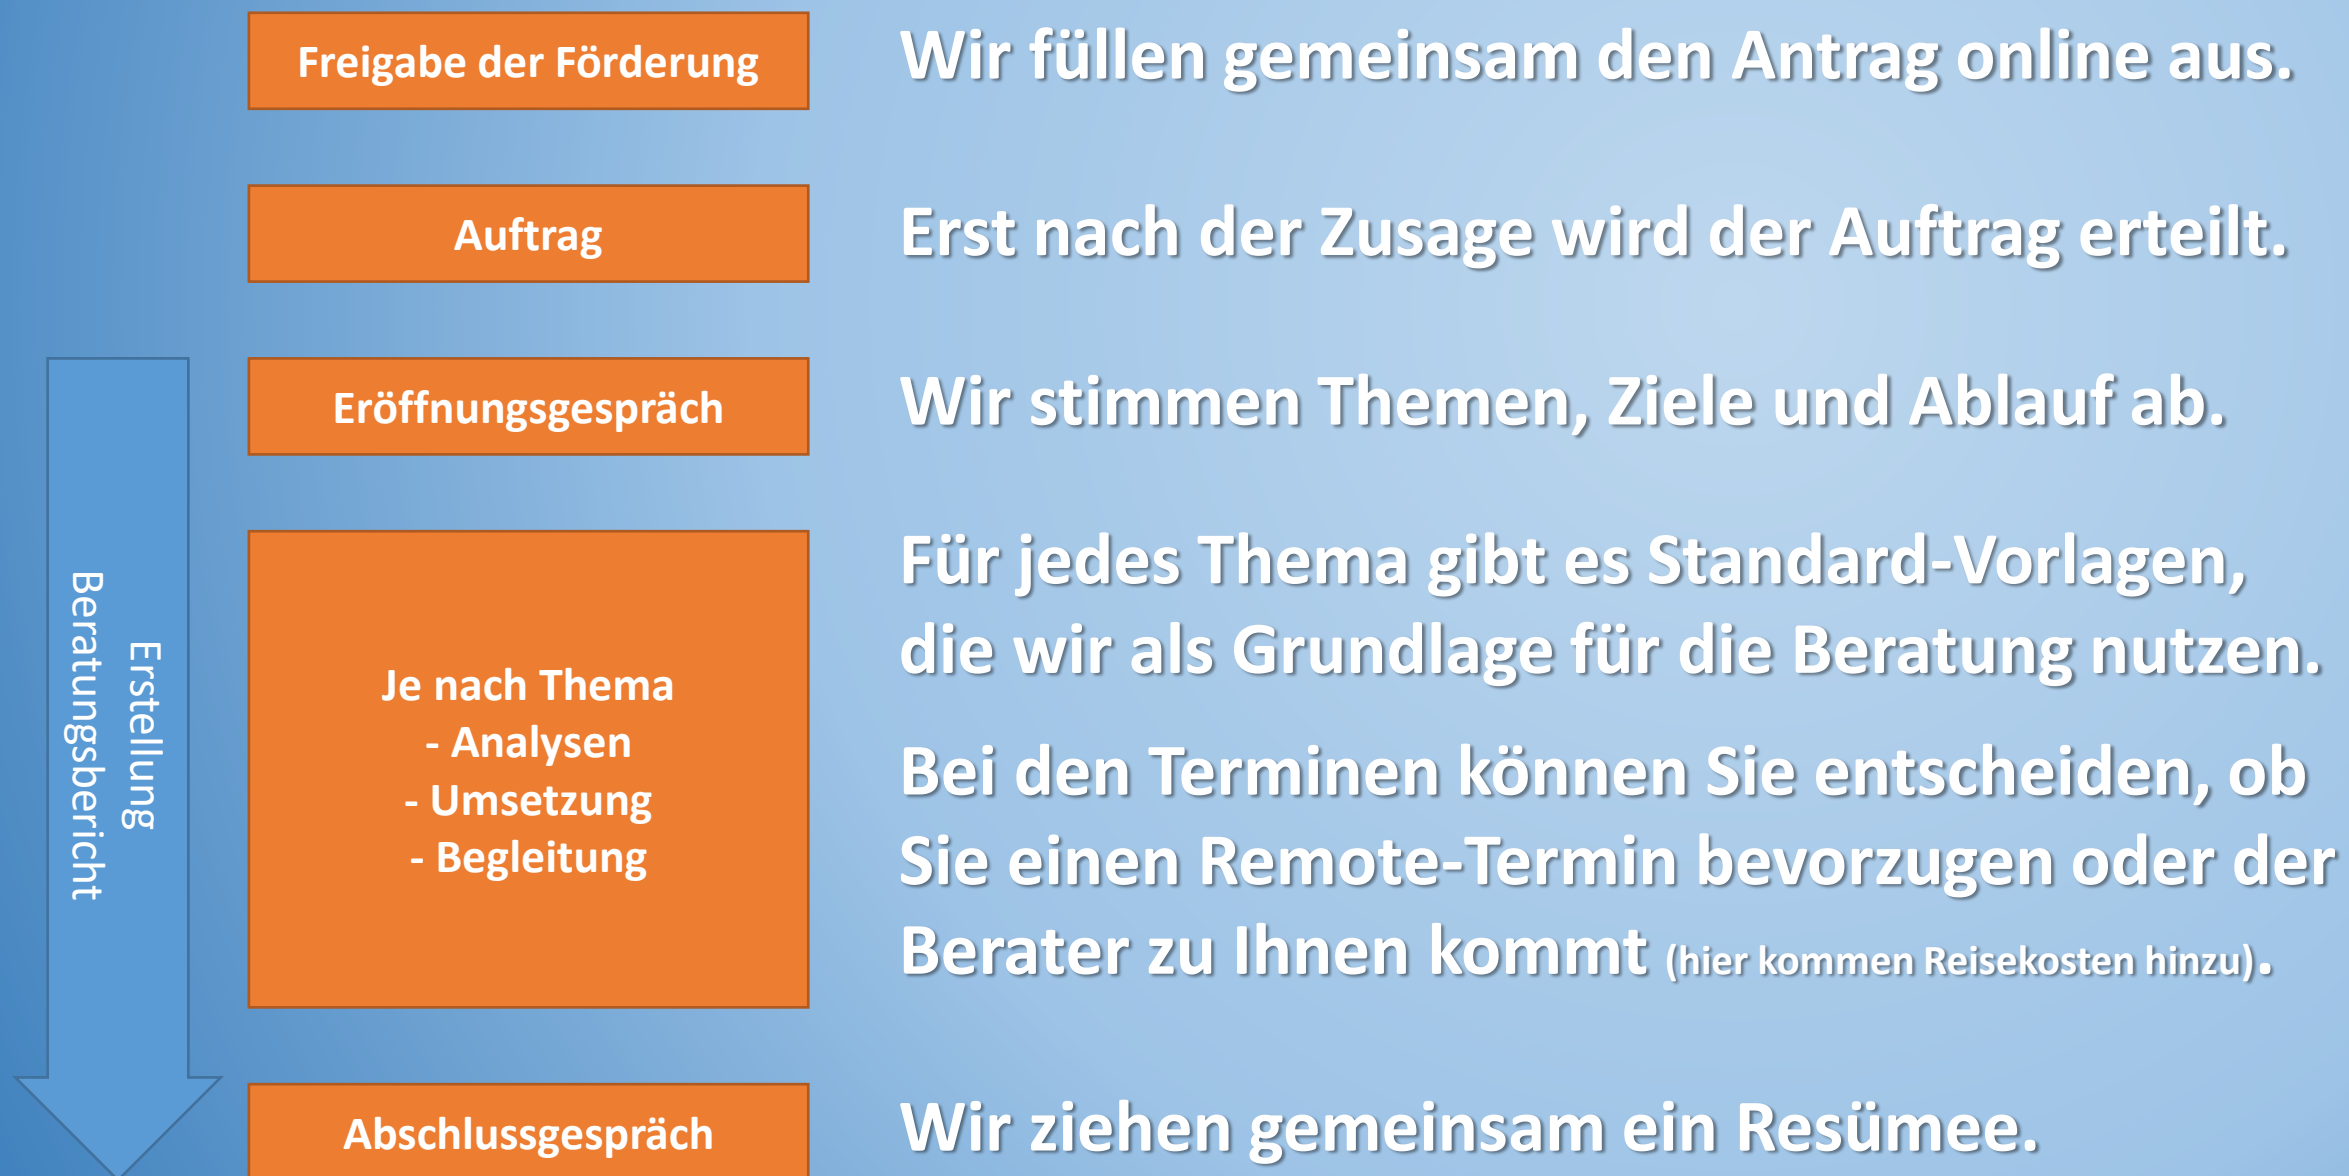 Freigabe der Förderung
Wir füllen gemeinsam den Antrag online aus.
Auftrag
Erst nach der Zusage wird der Auftrag erteilt.
Eröffnungsgespräch
Wir stimmen Themen, Ziele und Ablauf ab.
Erstellung
Beratungsbericht
Je nach Thema
- Analysen
- Umsetzung
- Begleitung
Für jedes Thema gibt es Standard-Vorlagen,
die wir als Grundlage für die Beratung nutzen.
Bei den Terminen können Sie entscheiden, ob
Sie einen Remote-Termin bevorzugen oder der
Berater zu Ihnen kommt (hier kommen Reisekosten hinzu).
Abschlussgespräch
Wir ziehen gemeinsam ein Resümee.